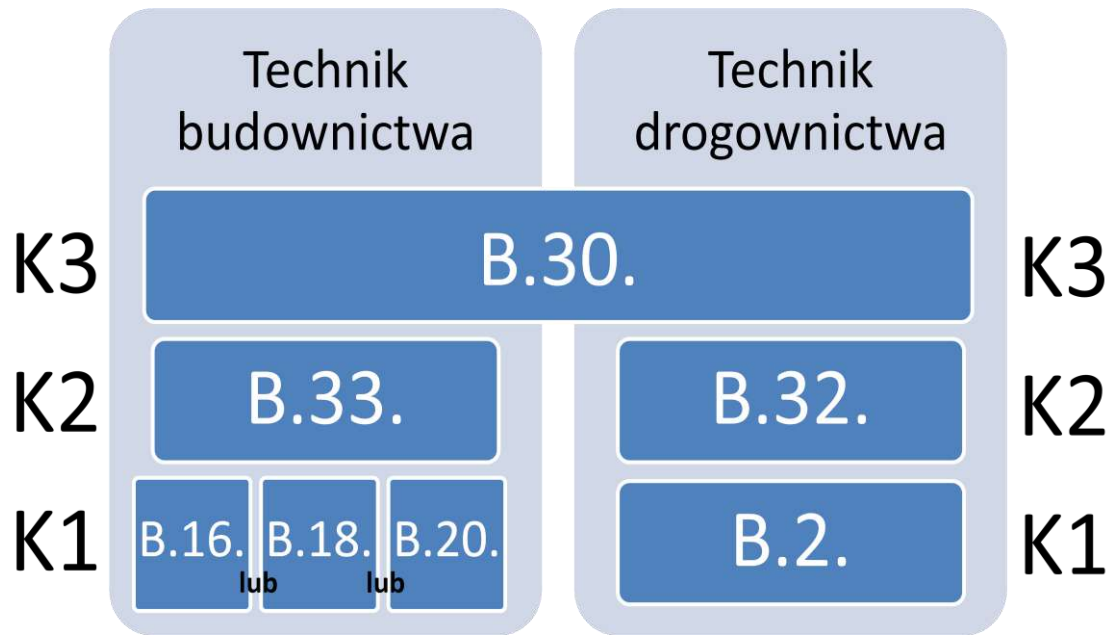 Technik
budownictwa
Technik
drogownictwa
K3
B.30.
K3
K2
B.33.
B.32.
K2
K1
B.16. lub B.18. lub B.20.
B.2.
K1